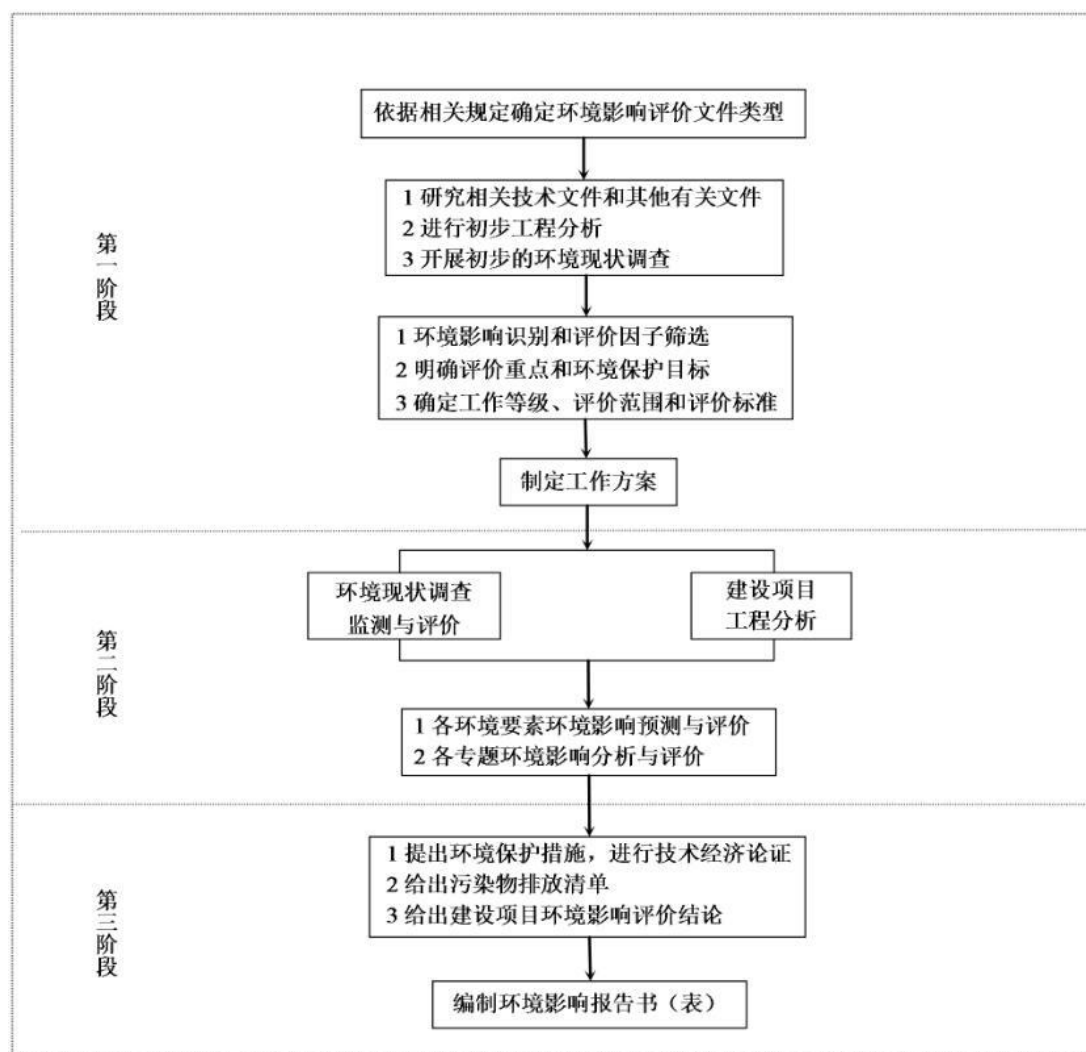 依据相关规定确定环境影响评价文件类型
1 研究相关技术文件和其他有关文件
2 进行初步工程分析
3 开展初步的环境现状调查
第一阶段
1 环境影响识别和评价因子筛选
2 明确评价重点和环境保护目标
3 确定工作等级、评价范围和评价标准
制定工作方案
环境现状调查
监测与评价
建设项目
工程分析
第二阶段
1 各环境要素环境影响预测与评价
2 各专题环境影响分析与评价
1 提出环境保护措施，进行技术经济论证
2 给出污染物排放清单
3 给出建设项目环境影响评价结论
第三阶段
编制环境影响报告书（表）